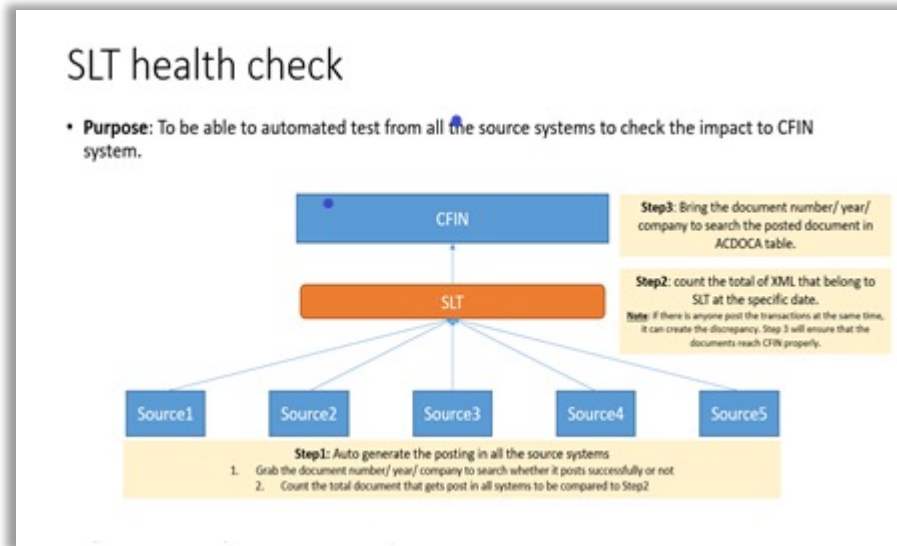 SLT health check
• Purpose: To be able to automated test from all the source systems to check the impact to CFIN
system.
CFIN
Step3: Bring the document number/ year/
company to search the posted document in
ACDOCA table.
SLT
Step2: count the total of XML that belong to
SLT at the specific date.
Note: if there is anyone post the transactions at the same time,
it can create the discrepancy. Step 3 will ensure that the
documents reach CFIN properly.
Source1
Source2
Source3
Source4
Source5
Step1: Auto generate the posting in all the source systems
1. Grab the document number/ year/ company to search whether it posts successfully or not
2. Count the total document that gets post in all systems to be compared to Step2